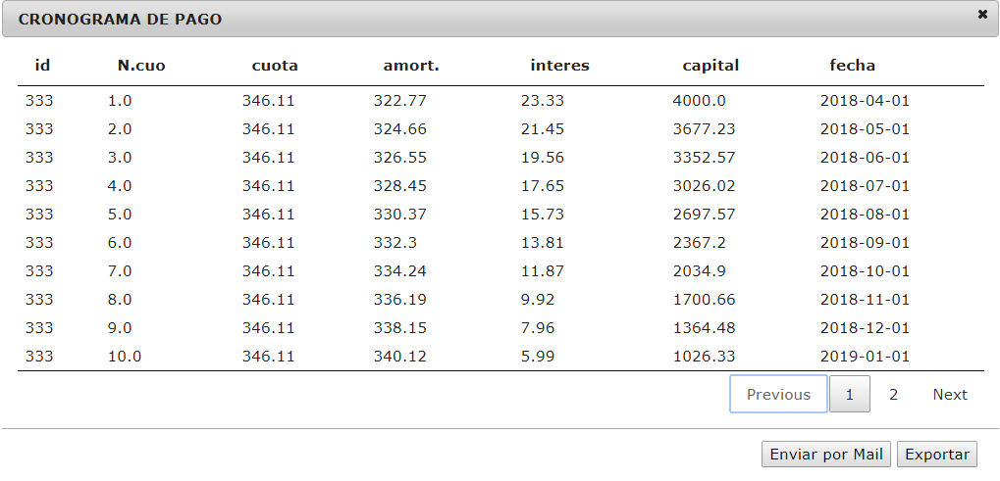 CRONOGRAMA DE PAGO
id N.cuo cuota amort. interes capital fecha
333 1.0 346.11 322.77 23.33 4000.0 2018-04-01
333 2.0 346.11 324.66 21.45 3677.23 2018-05-01
333 3.0 346.11 326.55 19.56 3352.57 2018-06-01
333 4.0 346.11 328.45 17.65 3026.02 2018-07-01
333 5.0 346.11 330.37 15.73 2697.57 2018-08-01
333 6.0 346.11 332.3 13.81 2367.2 2018-09-01
333 7.0 346.11 334.24 11.87 2034.9 2018-10-01
333 8.0 346.11 336.19 9.92 1700.66 2018-11-01
333 9.0 346.11 338.15 7.96 1364.48 2018-12-01
333 10.0 346.11 340.12 5.99 1026.33 2019-01-01
Previous 1 2 Next
Enviar por Mail Exportar